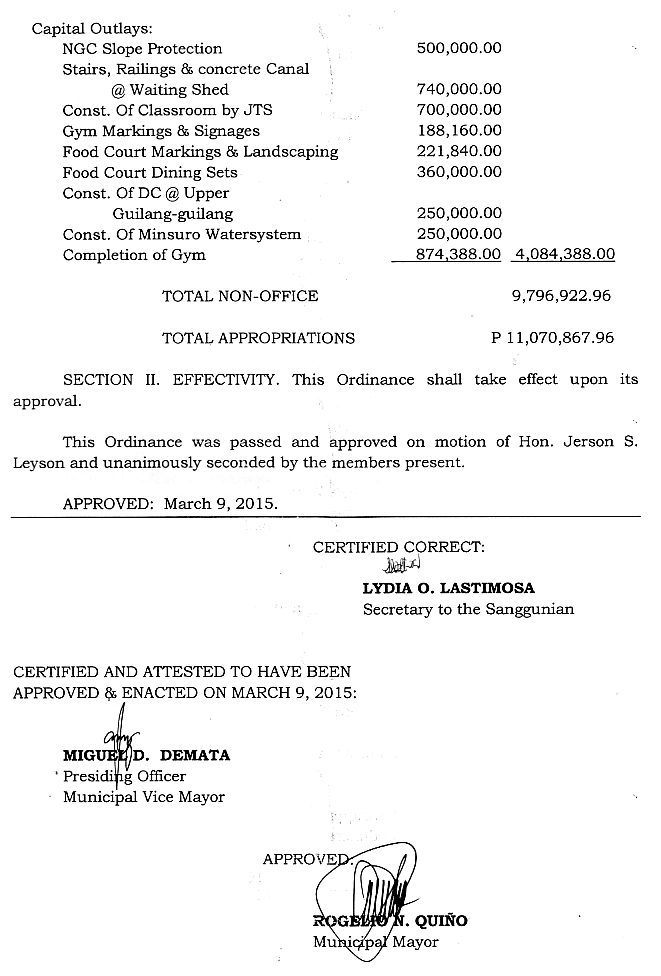 Capital Outlays:
NGC Slope Protection 500,000.00
Stairs, Railings & concrete Canal
@ Waiting Shed 740,000.00
Const. Of Classroom by JTS 700,000.00
Gym Markings & Signages 188,160.00
Food Court Markings & Landscaping 221,840.00
Food Court Dining Sets 360,000.00
Const. Of DC @ Upper
Guilang-guilang 250,000.00
Const. Of Minsuro Watersystem 250,000.00
Completion of Gym 874,388.00 4,084,388.00
TOTAL NON-OFFICE 9,796,922.96
TOTAL APPROPRIATIONS P 11,070,867.96
SECTION II. EFFECTIVITY. This Ordinance shall take effect upon its
approval.
This Ordinance was passed and approved on motion of Hon. Jerson S.
Leyson and unanimously seconded by the members present.
APPROVED: March 9, 2015.
CERTIFIED CORRECT:
LYDIA O. LASTIMOSA
Secretary to the Sanggunian
CERTIFIED AND ATTESTED TO HAVE BEEN
APPROVED & ENACTED ON MARCH 9, 2015:
MIGUEL D. DEMATA
Presiding Officer
Municipal Vice Mayor
APPROVED:
ROGELIO N. QUIÑO
Municipal Mayor